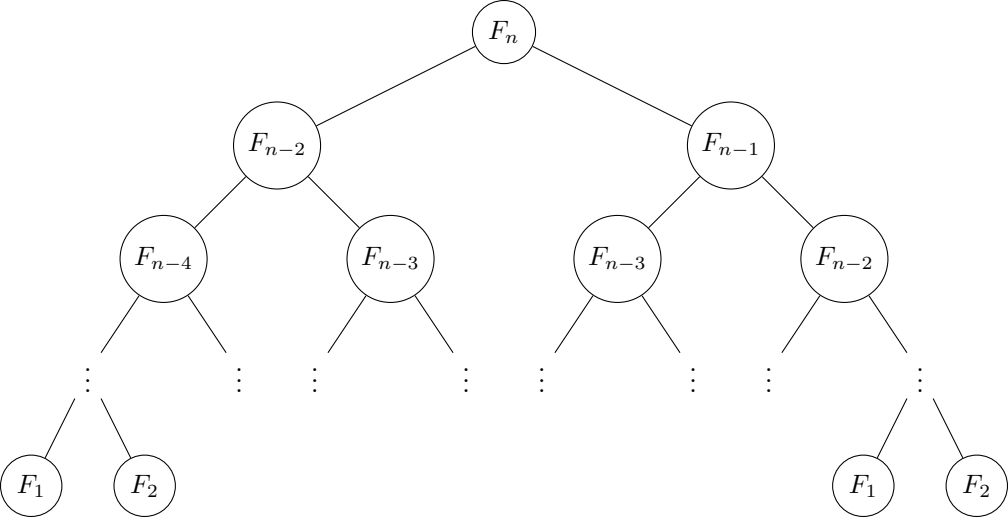 Fₙ
Fₙ₋₂ Fₙ₋₁
Fₙ₋₄ Fₙ₋₃ Fₙ₋₃ Fₙ₋₂
⋮ ⋮ ⋮ ⋮ ⋮ ⋮ ⋮ ⋮
F₁ F₂ F₁ F₂